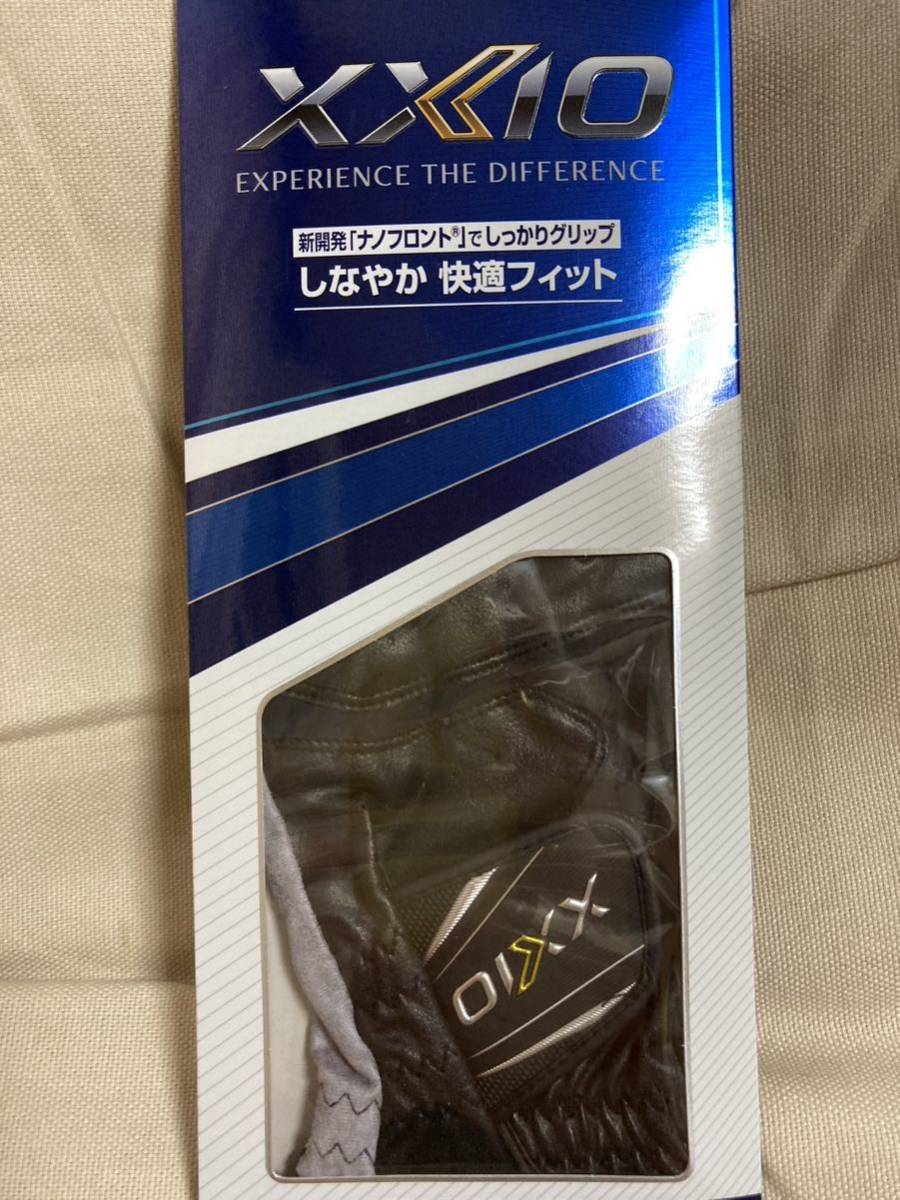 XXIO
EXPERIENCE THE DIFFERENCE
新開発「ナノフロント®」でしっかりグリップ
しなやか 快適フィット
XXIO